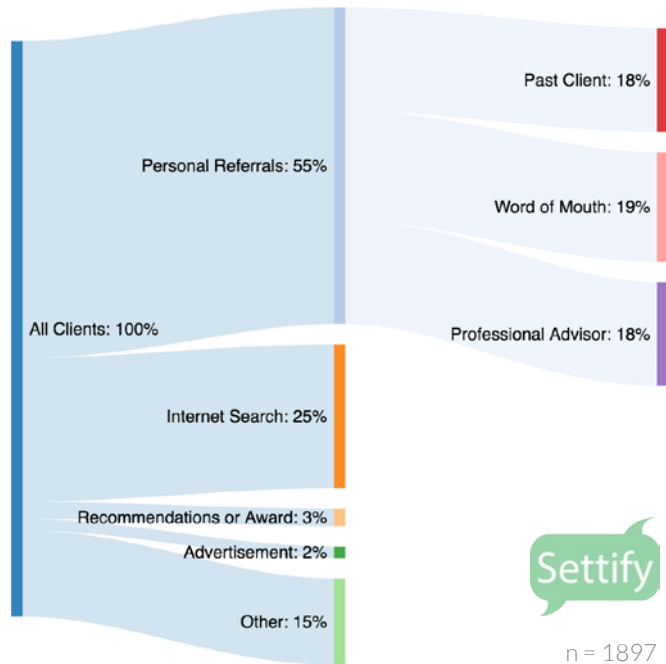 Past Client: 18%
Personal Referrals: 55%
Word of Mouth: 19%
All Clients: 100%
Professional Advisor: 18%
Internet Search: 25%
Recommendations or Award: 3%
Advertisement: 2%
Settify
Other: 15%
n = 1897